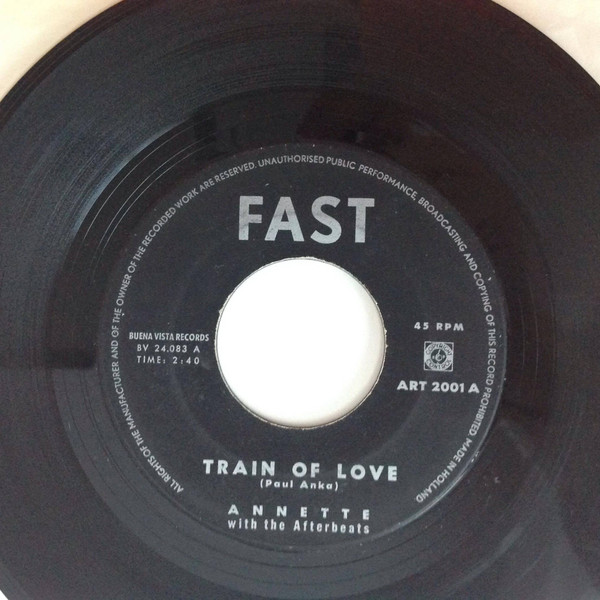 ALL RIGHTS OF THE MANUFACTURER AND OF THE OWNER OF THE RECORDED WORK ARE RESERVED. UNAUTHORISED PUBLIC PERFORMANCE, BROADCASTING AND COPYING OF THIS RECORD PROHIBITED. MADE IN HOLLAND
FAST
BUENA VISTA RECORDS
BV 24.083 A
TIME: 2:40
45 RPM
ART 2001 A
TRAIN OF LOVE
(Paul Anka)
ANNETTE
with the Afterbeats